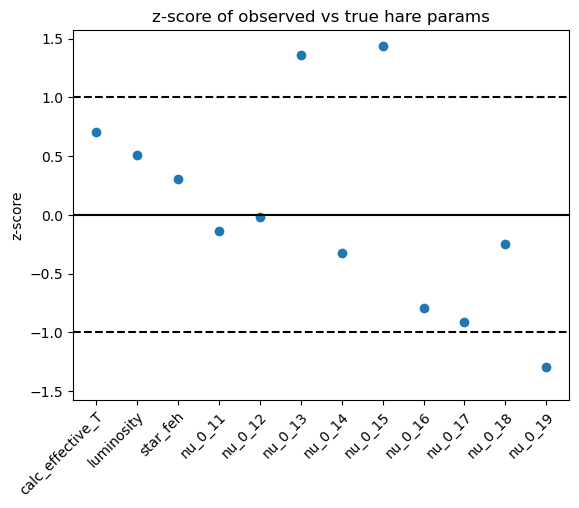 z-score of observed vs true hare params
1.5
1.0
0.5
0.0
−0.5
−1.0
−1.5
z-score
calc_effective_T
luminosity
star_feh
nu_0_11
nu_0_12
nu_0_13
nu_0_14
nu_0_15
nu_0_16
nu_0_17
nu_0_18
nu_0_19